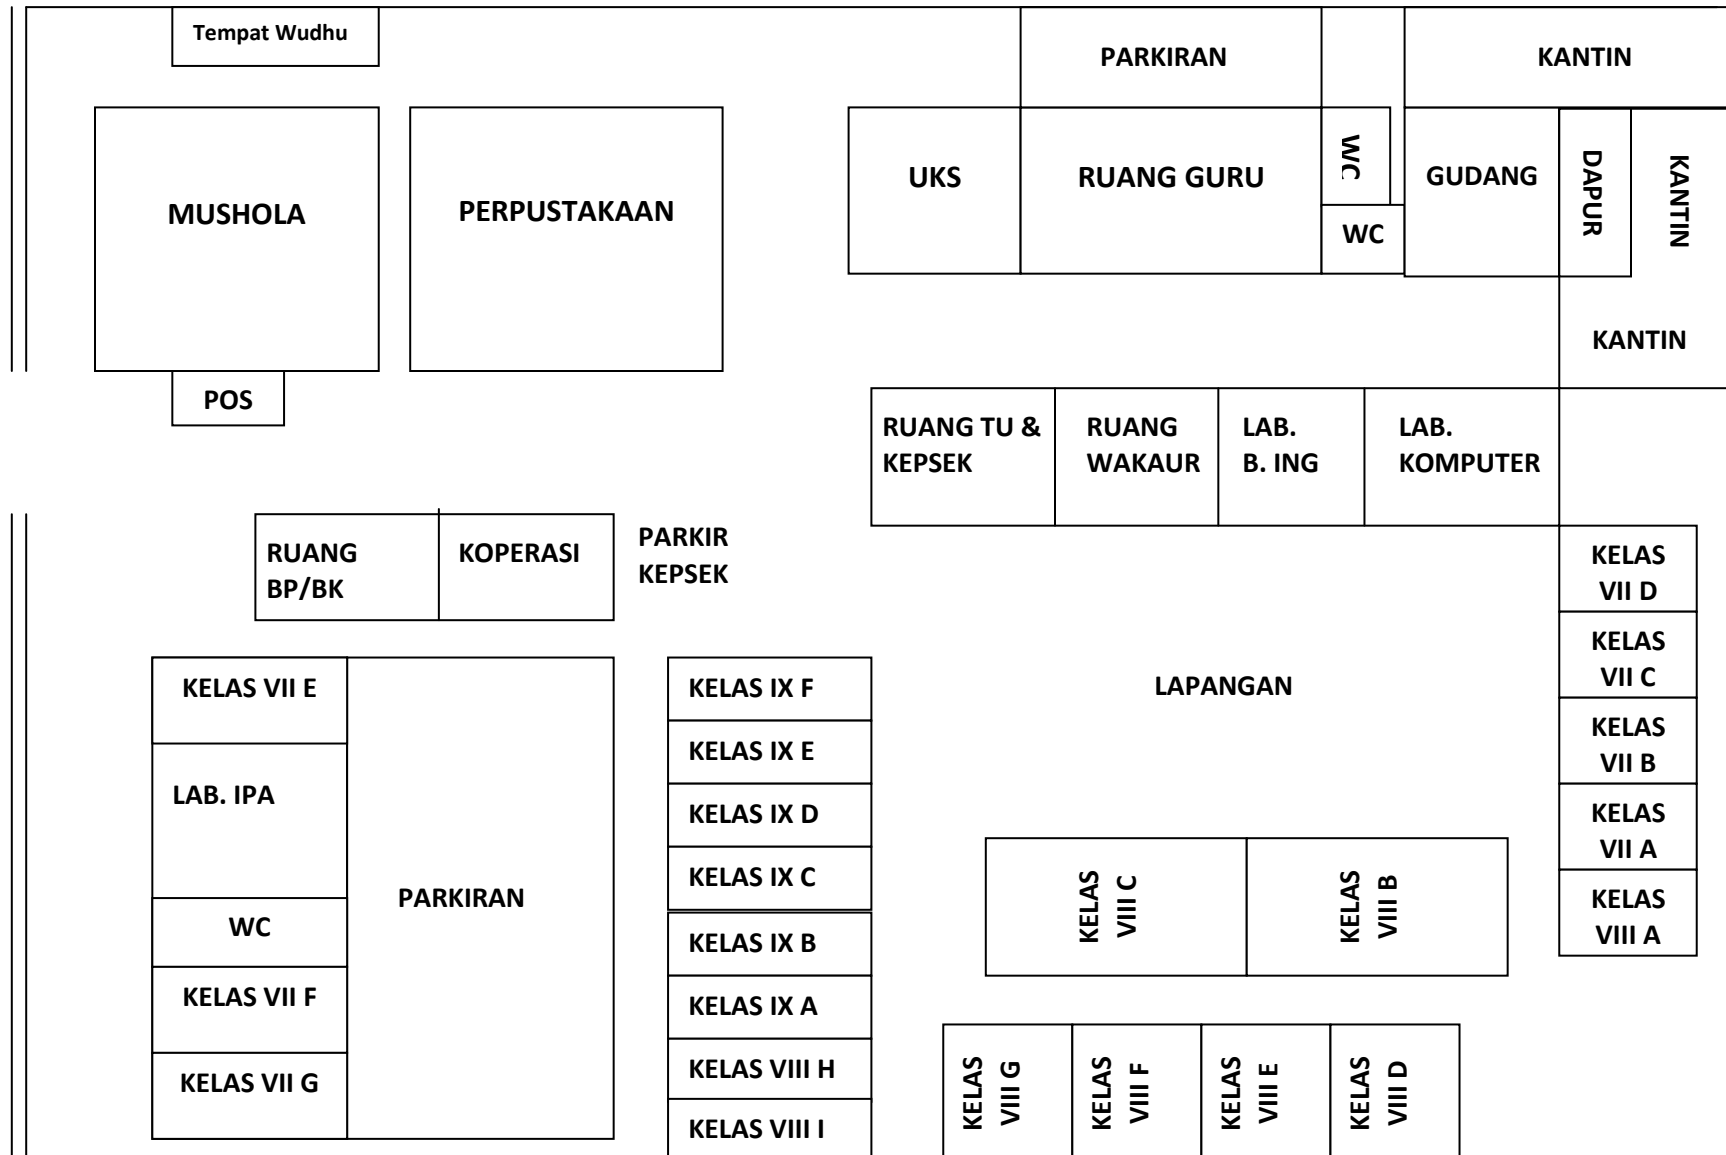 Tempat Wudhu
PARKIRAN
KANTIN
MUSHOLA
PERPUSTAKAAN
UKS
RUANG GURU
WC
WC
GUDANG
DAPUR
KANTIN
KANTIN
POS
RUANG TU &
KEPSEK
RUANG
WAKAUR
LAB.
B. ING
LAB.
KOMPUTER
RUANG
BP/BK
KOPERASI
PARKIR
KEPSEK
KELAS
VII D
KELAS
VII C
KELAS
VII B
KELAS
VII A
KELAS
VIII A
LAPANGAN
KELAS VII E
LAB. IPA
WC
KELAS VII F
KELAS VII G
PARKIRAN
KELAS IX F
KELAS IX E
KELAS IX D
KELAS IX C
KELAS IX B
KELAS IX A
KELAS VIII H
KELAS VIII I
KELAS
VIII C
KELAS
VIII B
KELAS
VIII G
KELAS
VIII F
KELAS
VIII E
KELAS
VIII D